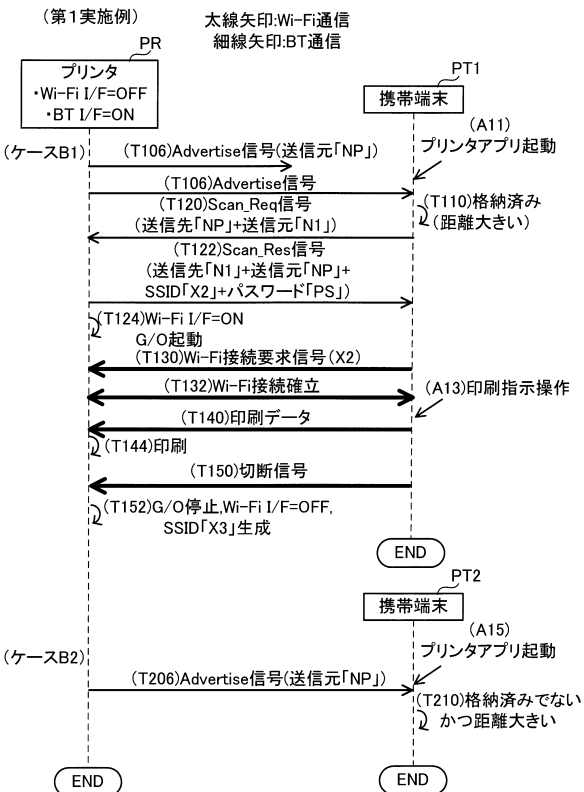 (第1実施例)
太線矢印:Wi-Fi通信
細線矢印:BT通信
PR
プリンタ
・Wi-Fi I/F=OFF
・BT I/F=ON
PT1
携帯端末
(ケースB1)
(T106)Advertise信号(送信元「NP」)
(A11)
プリンタアプリ起動
(T106)Advertise信号
(T110)格納済み
(距離大きい)
(T120)Scan_Req信号
(送信先「NP」+送信元「N1」)
(T122)Scan_Res信号
(送信先「N1」+送信元「NP」+
SSID「X2」+パスワード「PS」)
(T124)Wi-Fi I/F=ON
G/O起動
(T130)Wi-Fi接続要求信号(X2)
(T132)Wi-Fi接続確立
(A13)印刷指示操作
(T140)印刷データ
(T144)印刷
(T150)切断信号
(T152)G/O停止,Wi-Fi I/F=OFF,
SSID「X3」生成
END
PT2
携帯端末
(ケースB2)
(A15)
プリンタアプリ起動
(T206)Advertise信号(送信元「NP」)
(T210)格納済みでない
かつ距離大きい
END
END